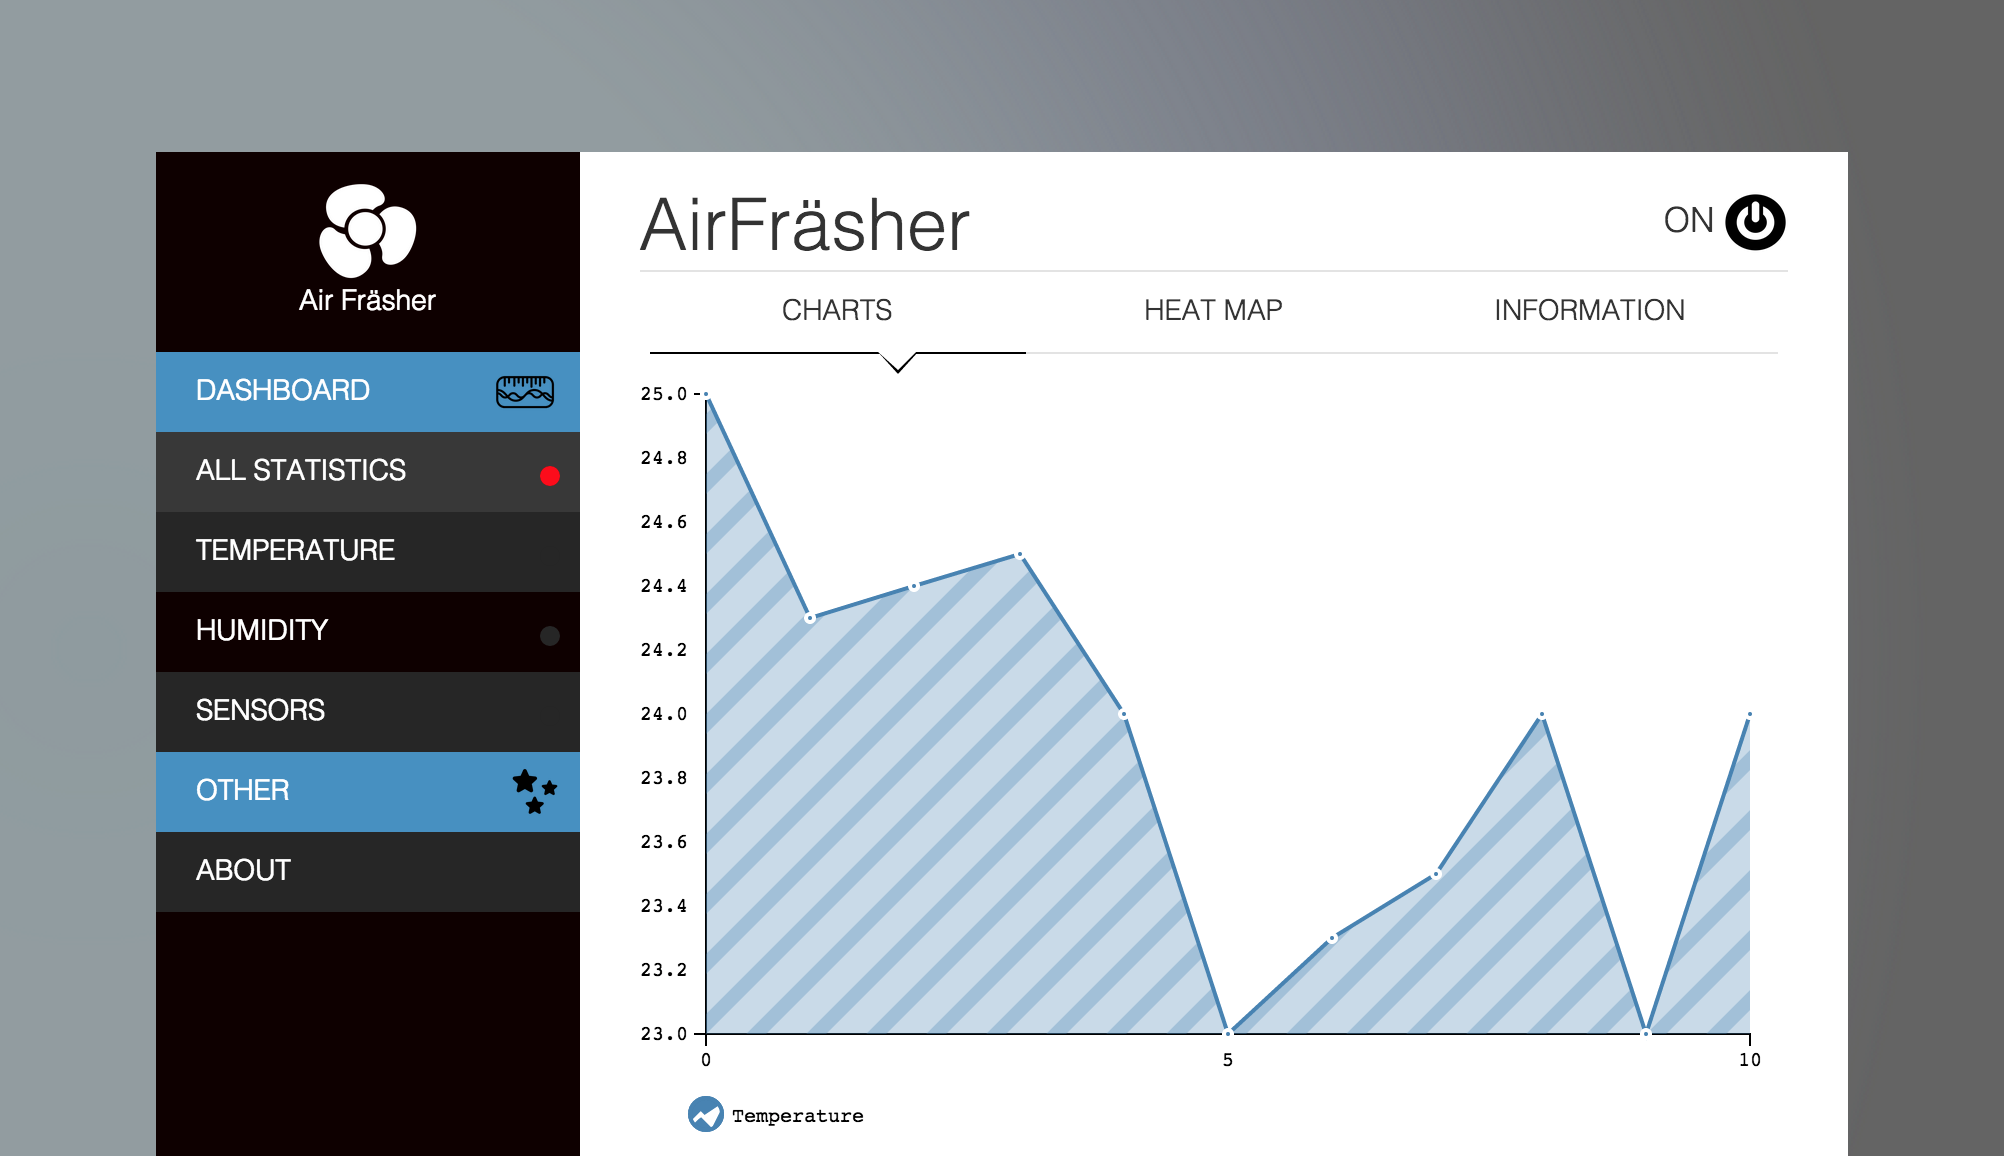 Air Fräsher
DASHBOARD
ALL STATISTICS
TEMPERATURE
HUMIDITY
SENSORS
OTHER
ABOUT
AirFräsher
ON
CHARTS HEAT MAP INFORMATION
25.0
24.8
24.6
24.4
24.2
24.0
23.8
23.6
23.4
23.2
23.0
0 5 10
Temperature